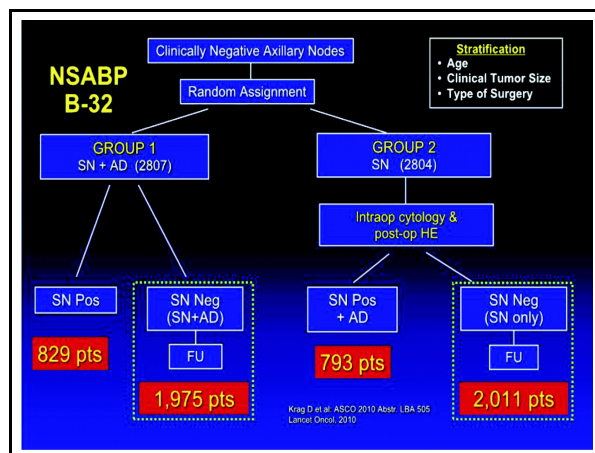 NSABP
B-32
Clinically Negative Axillary Nodes
Random Assignment
Stratification
• Age
• Clinical Tumor Size
• Type of Surgery
GROUP 1
SN + AD (2807)
GROUP 2
SN (2804)
Intraop cytology &
post-op HE
SN Pos
829 pts
SN Neg
(SN+AD)
FU
1,975 pts
SN Pos
+ AD
793 pts
SN Neg
(SN only)
FU
2,011 pts
Krag D et al: ASCO 2010 Abstr. LBA 505
Lancet Oncol, 2010